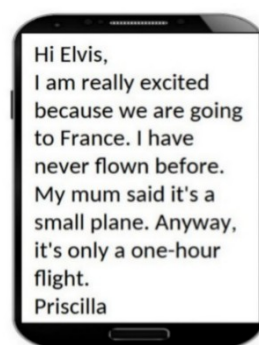 Hi Elvis,
I am really excited
because we are going
to France. I have
never flown before.
My mum said it's a
small plane. Anyway,
it's only a one-hour
flight.
Priscilla